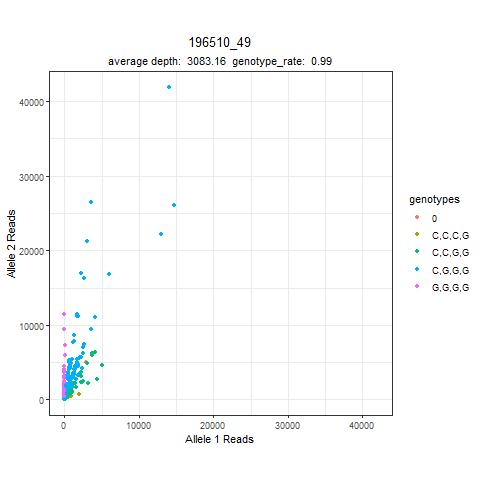 196510_49
average depth:  3083.16  genotype_rate:  0.99
Allele 2 Reads
40000
30000
20000
10000
0
0
10000
20000
30000
40000
Allele 1 Reads
genotypes
0
C,C,C,G
C,C,G,G
C,G,G,G
G,G,G,G